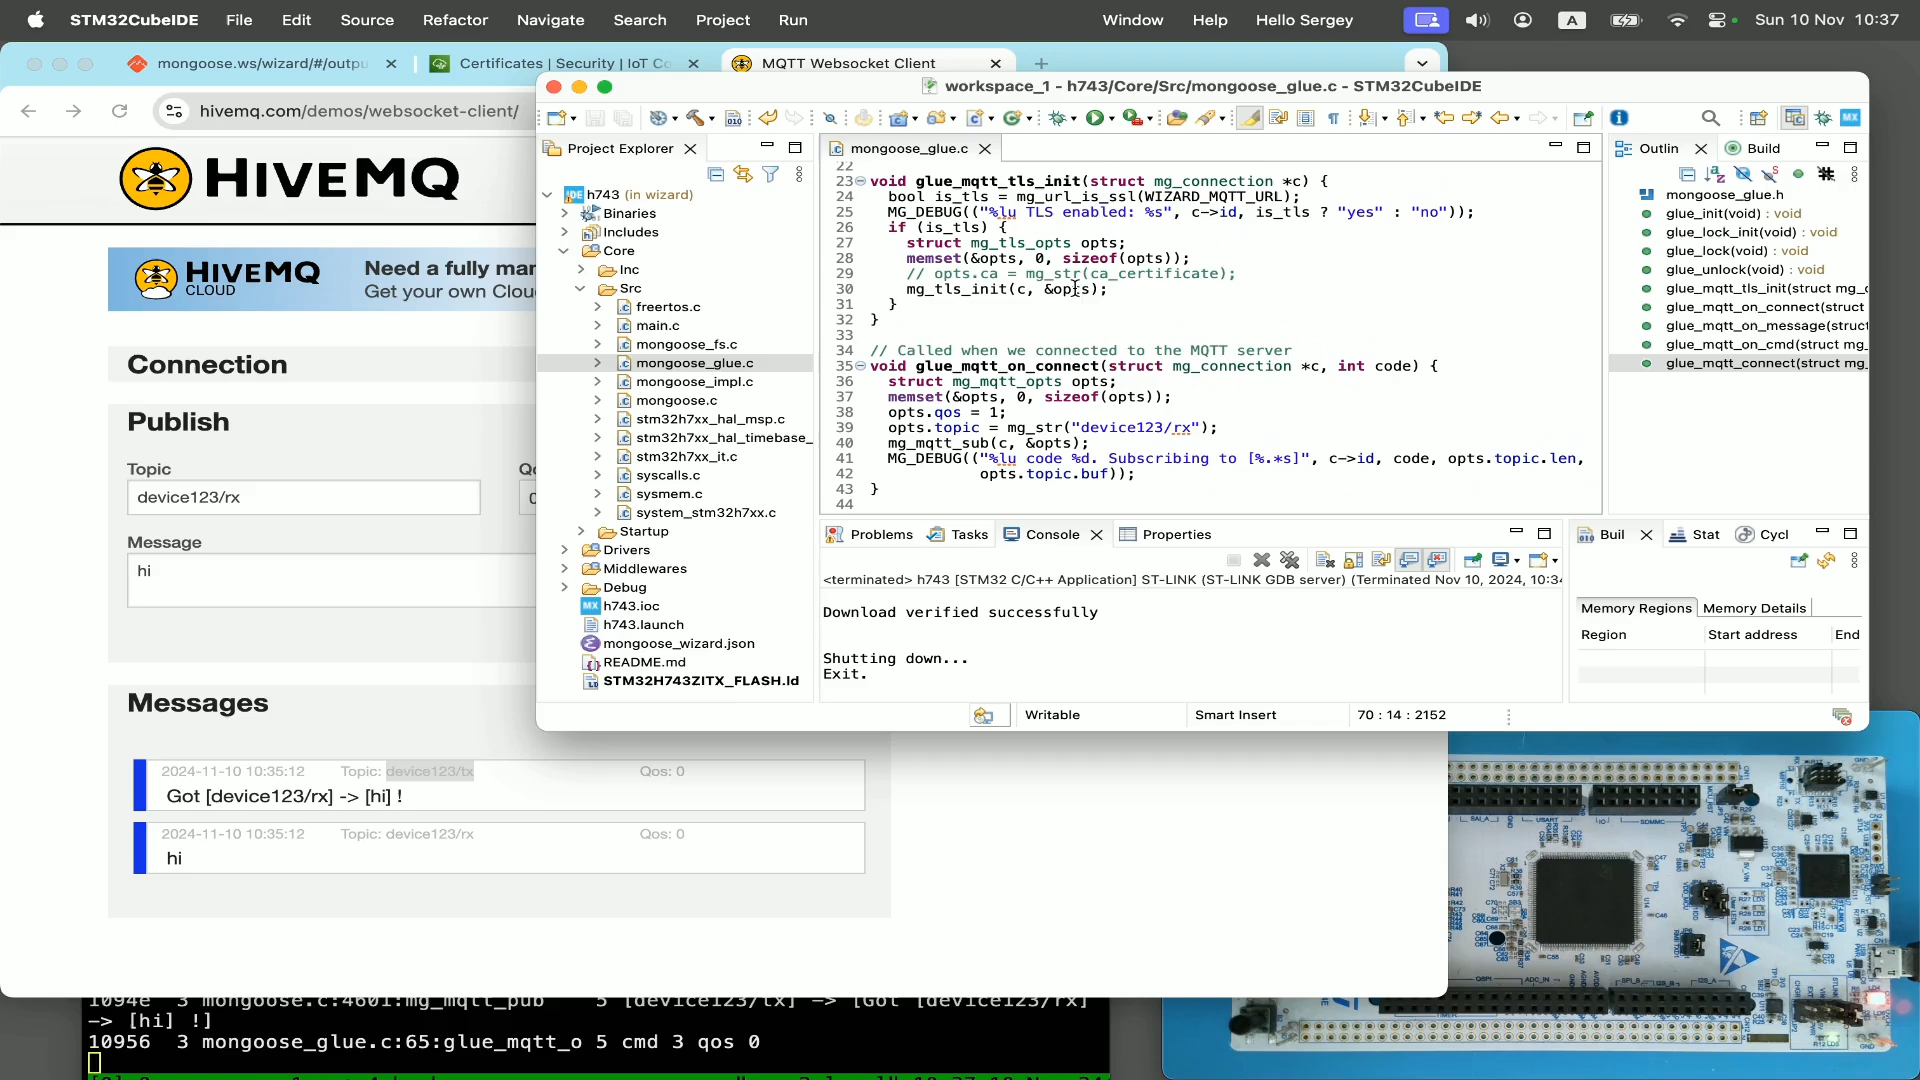 STM32CubeIDE File Edit Source Refactor Navigate Search Project Run Window Help Hello Sergey A Sun 10 Nov 10:37
mongoose.ws/wizard/#/outpu
Certificates | Security | IoT Co
MQTT Websocket Client
hivemq.com/demos/websocket-client/
HIVEMQ
HIVEMQ
CLOUD
Need a fully mar
Get your own Clou
Connection
Publish
Topic
device123/rx
Message
hi
Messages
2024-11-10 10:35:12 Topic: device123/tx Qos: 0
Got [device123/rx] -> [hi] !
2024-11-10 10:35:12 Topic: device123/rx Qos: 0
hi
workspace_1 - h743/Core/Src/mongoose_glue.c - STM32CubeIDE
Project Explorer
h743 (in wizard)
Binaries
Includes
Core
Inc
Src
freertos.c
main.c
mongoose_fs.c
mongoose_glue.c
mongoose_impl.c
mongoose.c
stm32h7xx_hal_msp.c
stm32h7xx_hal_timebase_
stm32h7xx_it.c
syscalls.c
sysmem.c
system_stm32h7xx.c
Startup
Drivers
Middlewares
Debug
h743.ioc
h743.launch
mongoose_wizard.json
README.md
STM32H743ZITX_FLASH.ld
mongoose_glue.c
22
23 void glue_mqtt_tls_init(struct mg_connection *c) {
24 bool is_tls = mg_url_is_ssl(WIZARD_MQTT_URL);
25 MG_DEBUG(("%lu TLS enabled: %s", c->id, is_tls ? "yes" : "no"));
26 if (is_tls) {
27 struct mg_tls_opts opts;
28 memset(&opts, 0, sizeof(opts));
29 // opts.ca = mg_str(ca_certificate);
30 mg_tls_init(c, &opts);
31 }
32 }
33
34 // Called when we connected to the MQTT server
35 void glue_mqtt_on_connect(struct mg_connection *c, int code) {
36 struct mg_mqtt_opts opts;
37 memset(&opts, 0, sizeof(opts));
38 opts.qos = 1;
39 opts.topic = mg_str("device123/rx");
40 mg_mqtt_sub(c, &opts);
41 MG_DEBUG(("%lu code %d. Subscribing to [%.*s]", c->id, code, opts.topic.len,
42 opts.topic.buf));
43 }
44
Outlin Build
mongoose_glue.h
glue_init(void) : void
glue_lock_init(void) : void
glue_lock(void) : void
glue_unlock(void) : void
glue_mqtt_tls_init(struct mg_c
glue_mqtt_on_connect(struct
glue_mqtt_on_message(struct
glue_mqtt_on_cmd(struct mg_
glue_mqtt_connect(struct mg_
Problems Tasks Console Properties
<terminated> h743 [STM32 C/C++ Application] ST-LINK (ST-LINK GDB server) (Terminated Nov 10, 2024, 10:34
Download verified successfully
Shutting down...
Exit.
Buil Stat Cycl
Memory Regions Memory Details
Region Start address End
Writable Smart Insert 70 : 14 : 2152
1094e 3 mongoose.c:4601:mg_mqtt_pub 5 [device123/tx] -> [Got [device123/rx]
-> [hi] !]
10956 3 mongoose_glue.c:65:glue_mqtt_o 5 cmd 3 qos 0